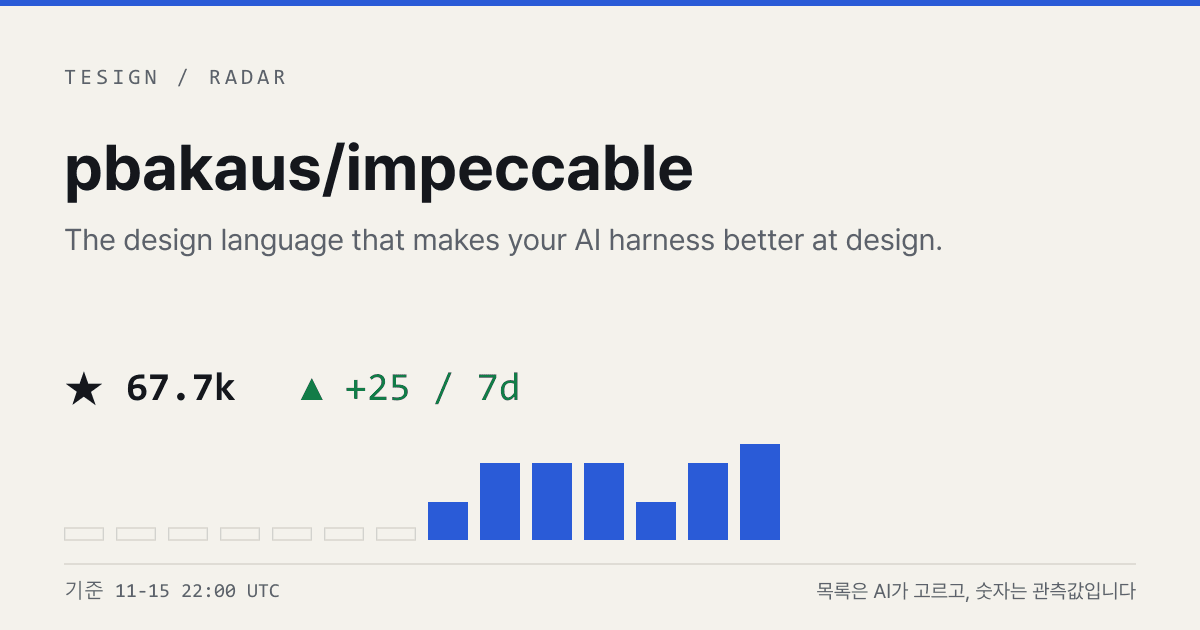 TESIGN / RADAR
pbakaus/impeccable
The design language that makes your AI harness better at design.
★ 67.7k ▲ +25 / 7d
기준 11-15 22:00 UTC
목록은 AI가 고르고, 숫자는 관측값입니다